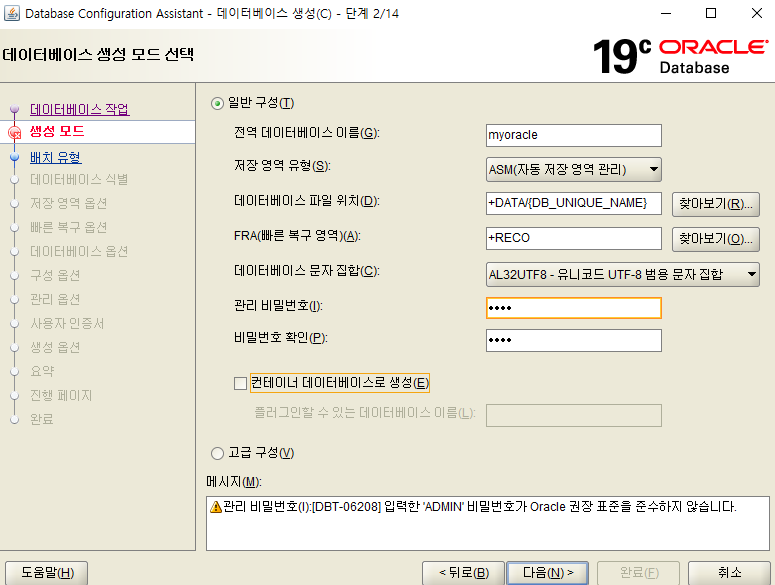 Database Configuration Assistant - 데이터베이스 생성(C) - 단계 2/14
데이터베이스 생성 모드 선택
19c ORACLE Database
데이터베이스 작업
생성 모드
배치 유형
데이터베이스 식별
저장 영역 옵션
빠른 복구 옵션
데이터베이스 옵션
구성 옵션
관리 옵션
사용자 인증서
생성 옵션
요약
진행 페이지
완료
일반 구성(T)
전역 데이터베이스 이름(G): myoracle
저장 영역 유형(S): ASM(자동 저장 영역 관리)
데이터베이스 파일 위치(D): +DATA/{DB_UNIQUE_NAME} 찾아보기(R)...
FRA(빠른 복구 영역)(A): +RECO 찾아보기(O)...
데이터베이스 문자 집합(C): AL32UTF8 - 유니코드 UTF-8 범용 문자 집합
관리 비밀번호(I): ••••
비밀번호 확인(P): ••••
컨테이너 데이터베이스로 생성(E)
플러그인할 수 있는 데이터베이스 이름(L):
고급 구성(V)
메시지(M):
관리 비밀번호(I):[DBT-06208] 입력한 'ADMIN' 비밀번호가 Oracle 권장 표준을 준수하지 않습니다.
도움말(H) < 뒤로(B) 다음(N) > 완료(F) 취소